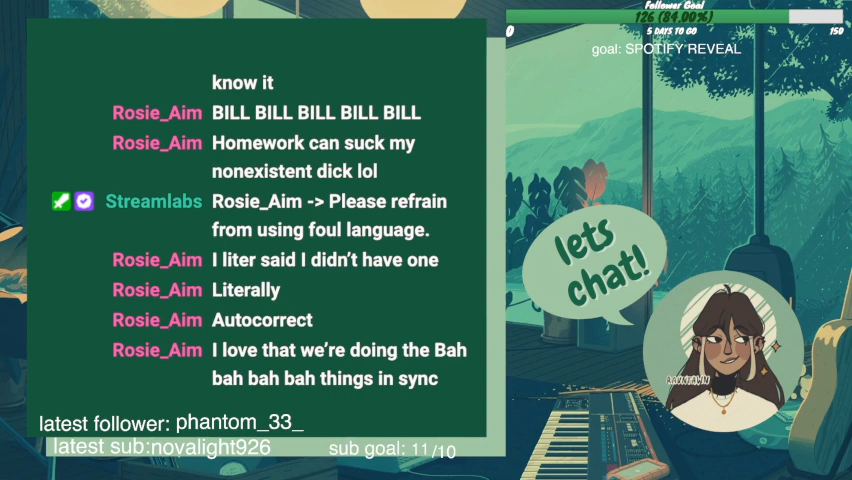 Follower Goal
126 (84.00%)
0 5 DAYS TO GO 150
goal: SPOTIFY REVEAL
know it
Rosie_Aim BILL BILL BILL BILL BILL
Rosie_Aim Homework can suck my
nonexistent dick lol
Streamlabs Rosie_Aim -> Please refrain
from using foul language.
Rosie_Aim I liter said I didn't have one
Rosie_Aim Literally
Rosie_Aim Autocorrect
Rosie_Aim I love that we're doing the Bah
bah bah bah things in sync
lets
chat!
latest follower: phantom_33_
latest sub:novalight926
sub goal: 11/10